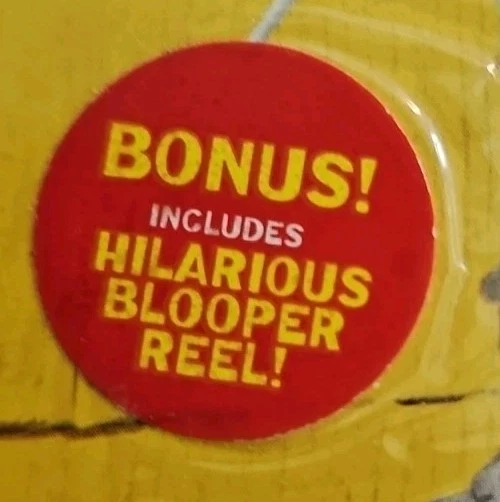 BONUS!
INCLUDES
HILARIOUS
BLOOPER
REEL!